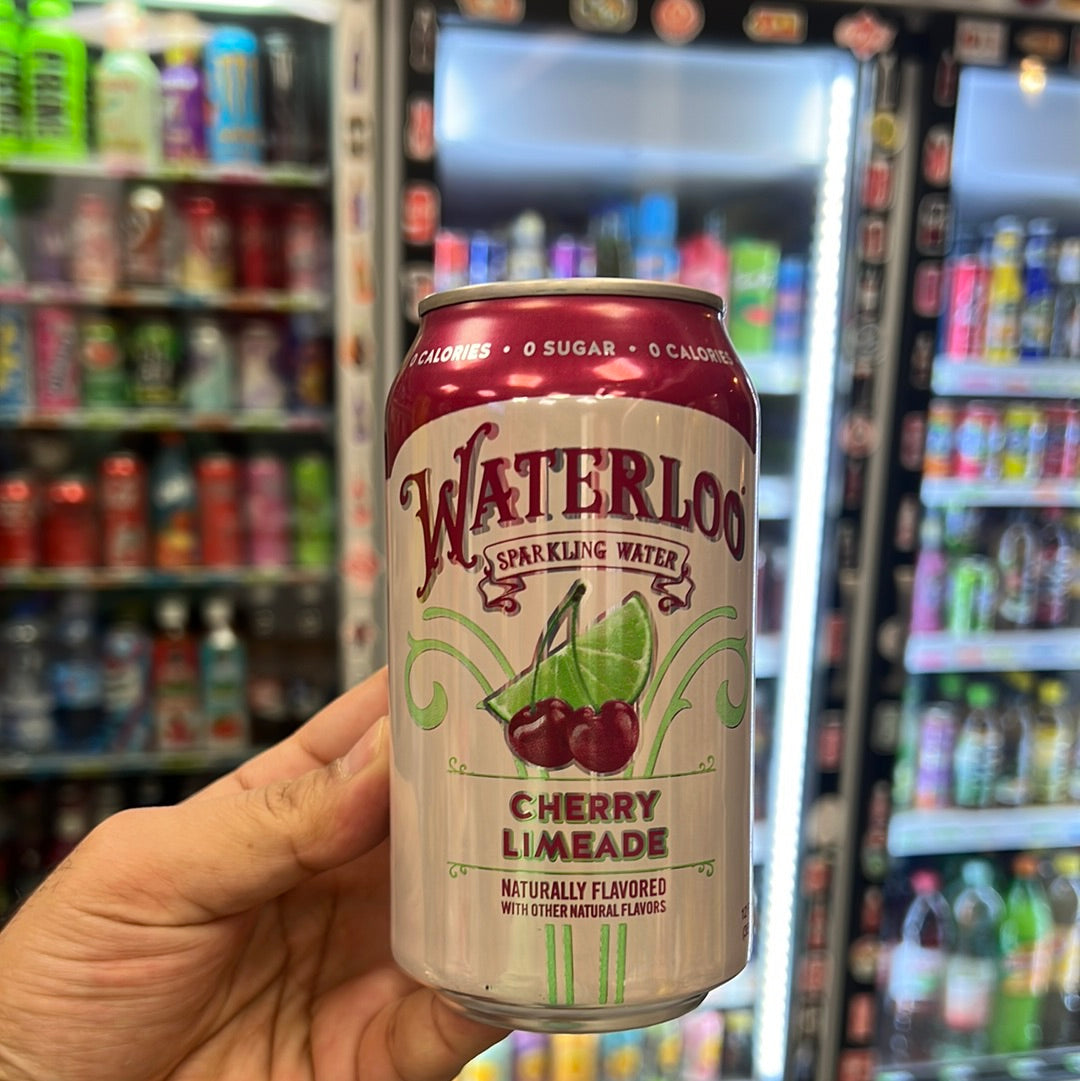 0 CALORIES • 0 SUGAR • 0 CALORIES
WATERLOO
SPARKLING WATER
CHERRY
LIMEADE
NATURALLY FLAVORED
WITH OTHER NATURAL FLAVORS